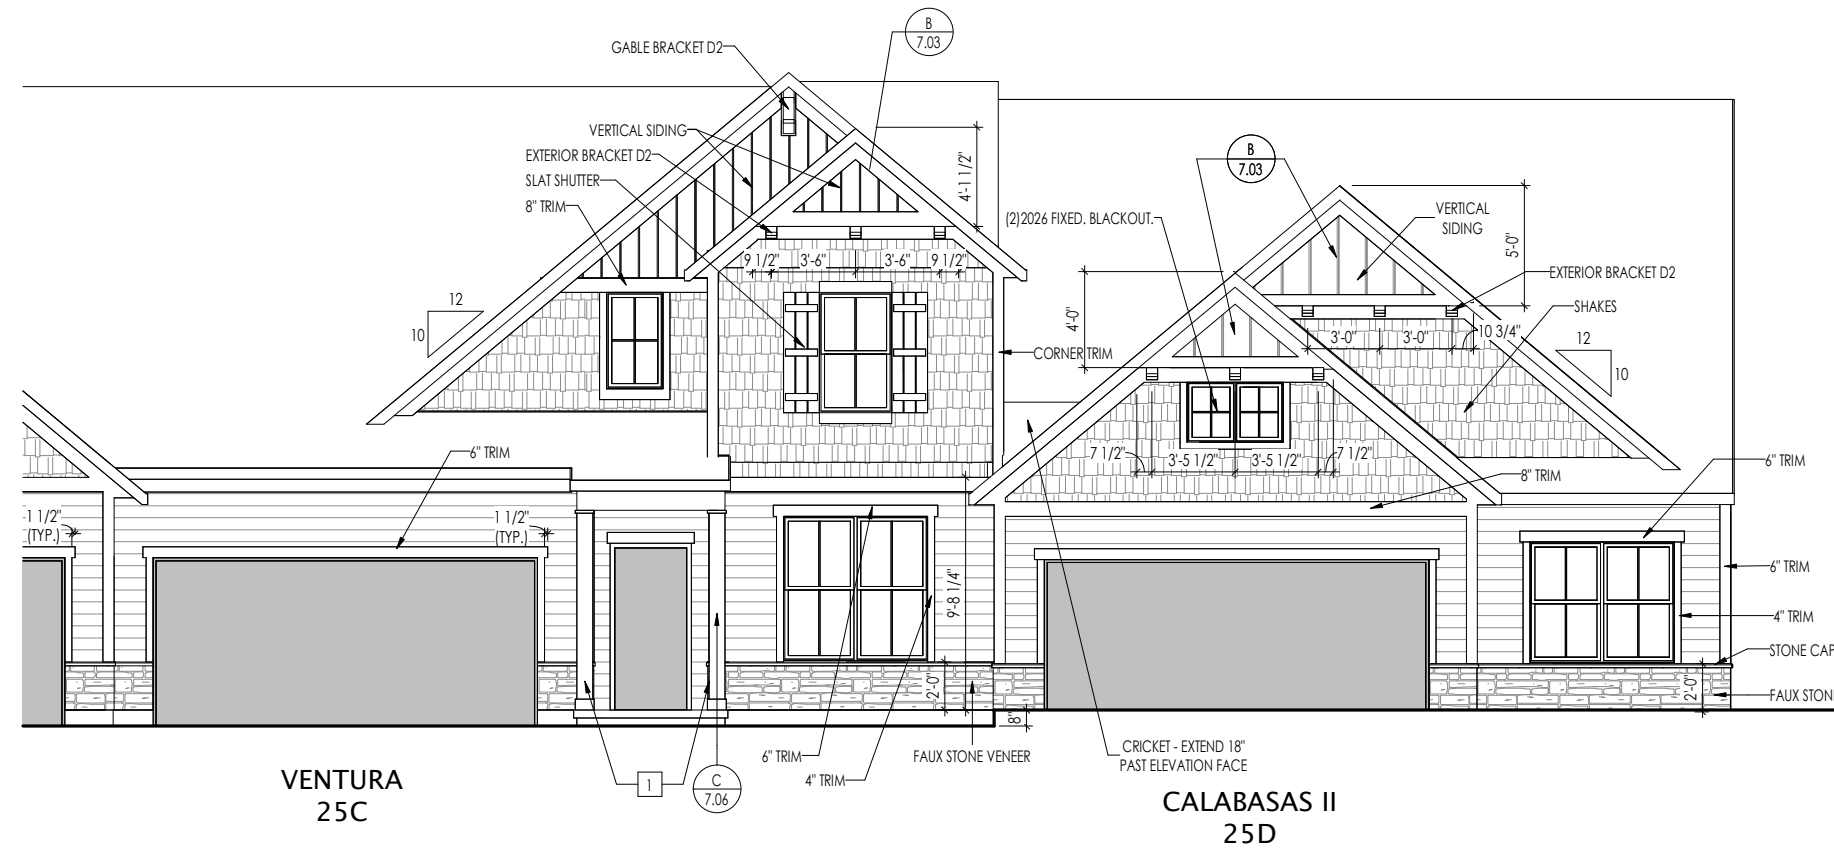 B
7.03
GABLE BRACKET D2
VERTICAL SIDING
EXTERIOR BRACKET D2
SLAT SHUTTER
8" TRIM
4'-1 1/2"
B
7.03
(2)2026 FIXED. BLACKOUT.
VERTICAL
SIDING
5'-0"
EXTERIOR BRACKET D2
SHAKES
9 1/2"
3'-6"
3'-6"
9 1/2"
12
10
4'-0"
3'-0"
3'-0"
10 3/4"
12
10
CORNER TRIM
6" TRIM
7 1/2"
3'-5 1/2"
3'-5 1/2"
7 1/2"
8" TRIM
6" TRIM
1 1/2"
(TYP.)
1 1/2"
(TYP.)
9'-8 1/4"
6" TRIM
4" TRIM
STONE CAP
2'-0"
2'-0"
FAUX STON
8"
6" TRIM
4" TRIM
FAUX STONE VENEER
CRICKET - EXTEND 18"
PAST ELEVATION FACE
1
C
7.06
VENTURA
25C
CALABASAS II
25D